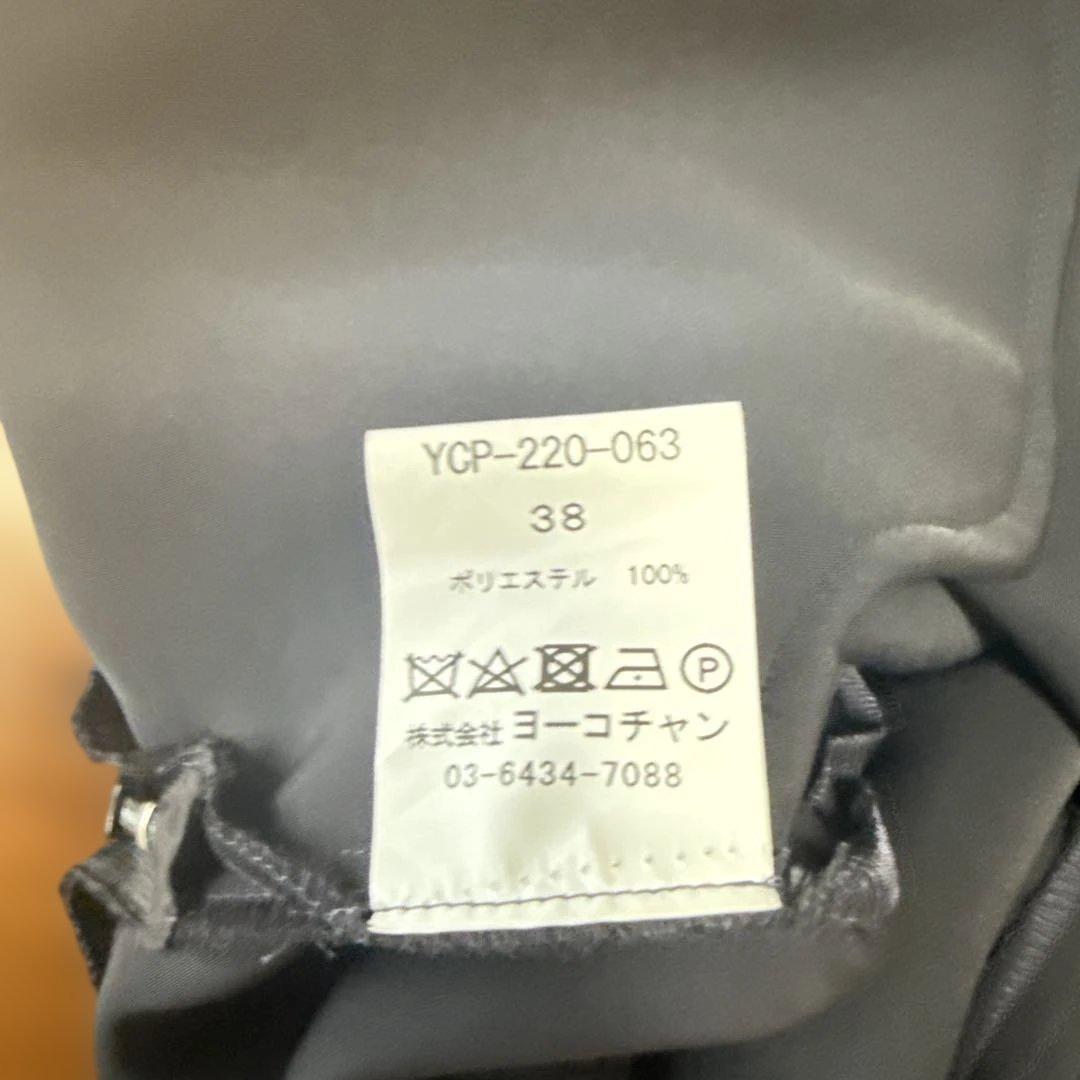 YCP-220-063
38
ポリエステル 100%
P
株式会社 ヨーコチャン
03-6434-7088